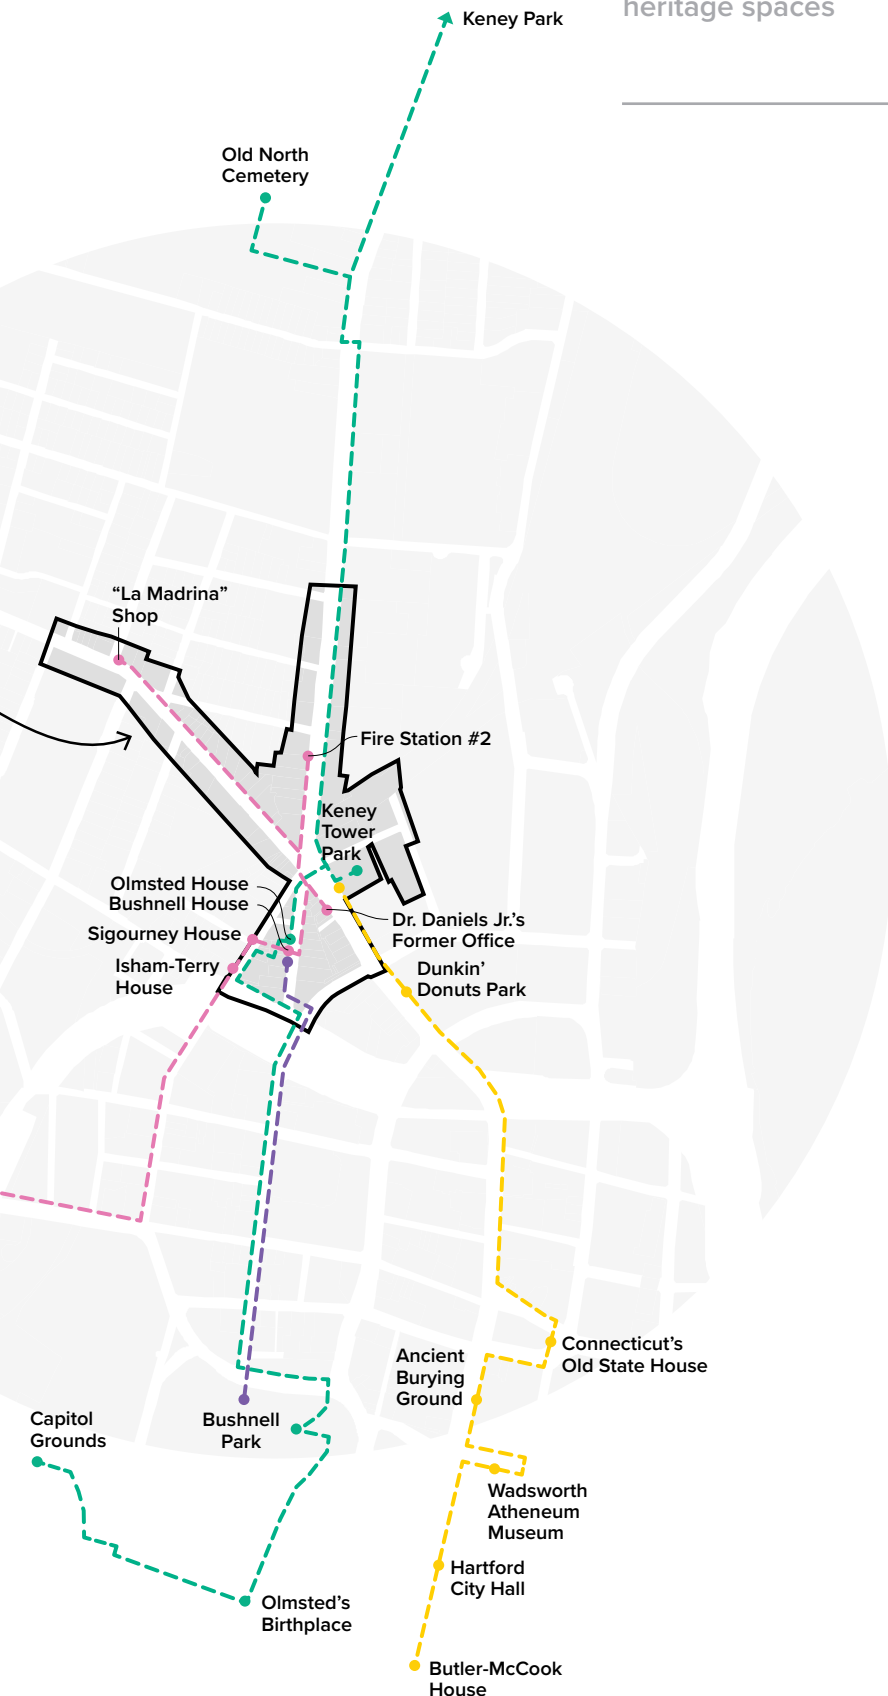 heritage spaces
Keney Park
Old North
Cemetery
“La Madrina”
Shop
Fire Station #2
Keney
Tower
Park
Olmsted House
Bushnell House
Sigourney House
Isham-Terry
House
Dr. Daniels Jr.’s
Former Office
Dunkin’
Donuts Park
Connecticut’s
Old State House
Ancient
Burying
Ground
Bushnell
Park
Capitol
Grounds
Wadsworth
Atheneum
Museum
Hartford
City Hall
Olmsted’s
Birthplace
Butler-McCook
House